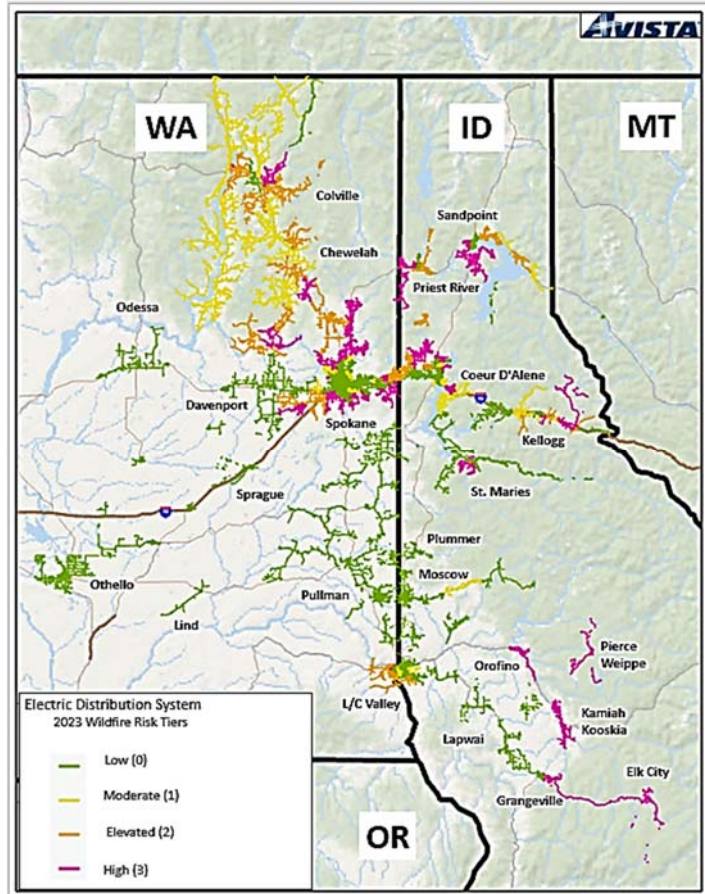 AVISTA
WA
ID
MT
Colville
Sandpoint
Chewelah
Priest River
Odessa
Coeur D'Alene
Davenport
Spokane
Kellogg
Sprague
St. Maries
Plummer
Othello
Moscow
Pullman
Lind
Orofino
Pierce
Weippe
L/C Valley
Kamiah
Kooskia
Lapwai
Elk City
Grangeville
OR
Electric Distribution System
2023 Wildfire Risk Tiers
Low (0)
Moderate (1)
Elevated (2)
High (3)